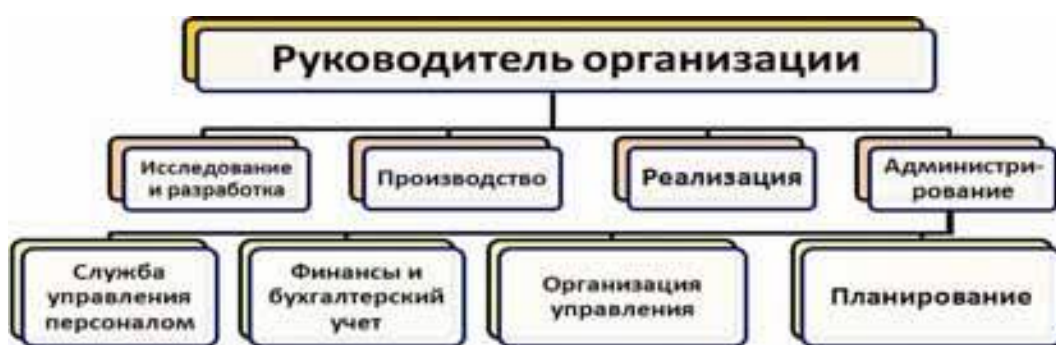 Руководитель организации
Исследование
и разработка
Производство
Реализация
Администри-
рование
Служба
управления
персоналом
Финансы и
бухгалтерский
учет
Организация
управления
Планирование